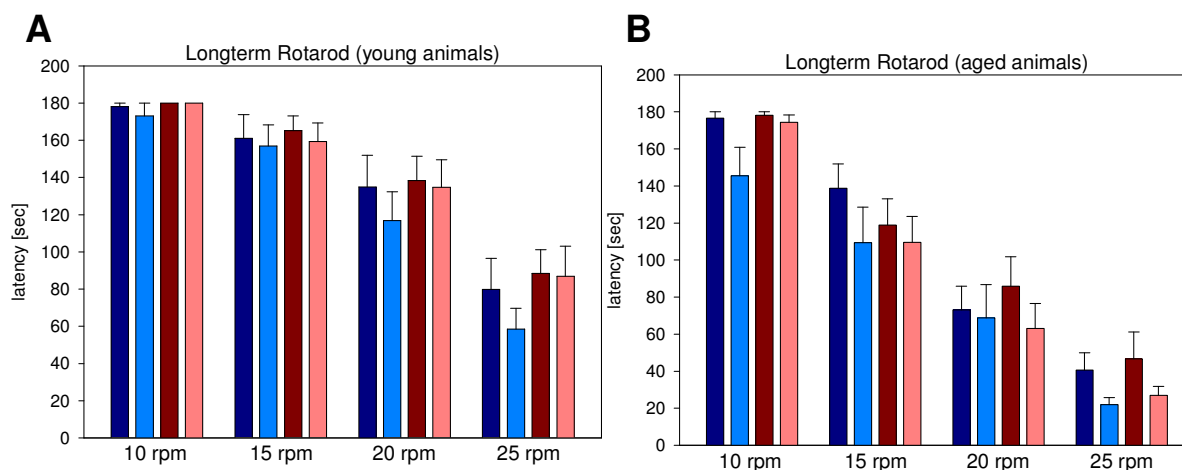 A
Longterm Rotarod (young animals)
latency [sec]
200
180
160
140
120
100
80
60
40
20
0
10 rpm 15 rpm 20 rpm 25 rpm
B
Longterm Rotarod (aged animals)
latency [sec]
200
180
160
140
120
100
80
60
40
20
0
10 rpm 15 rpm 20 rpm 25 rpm